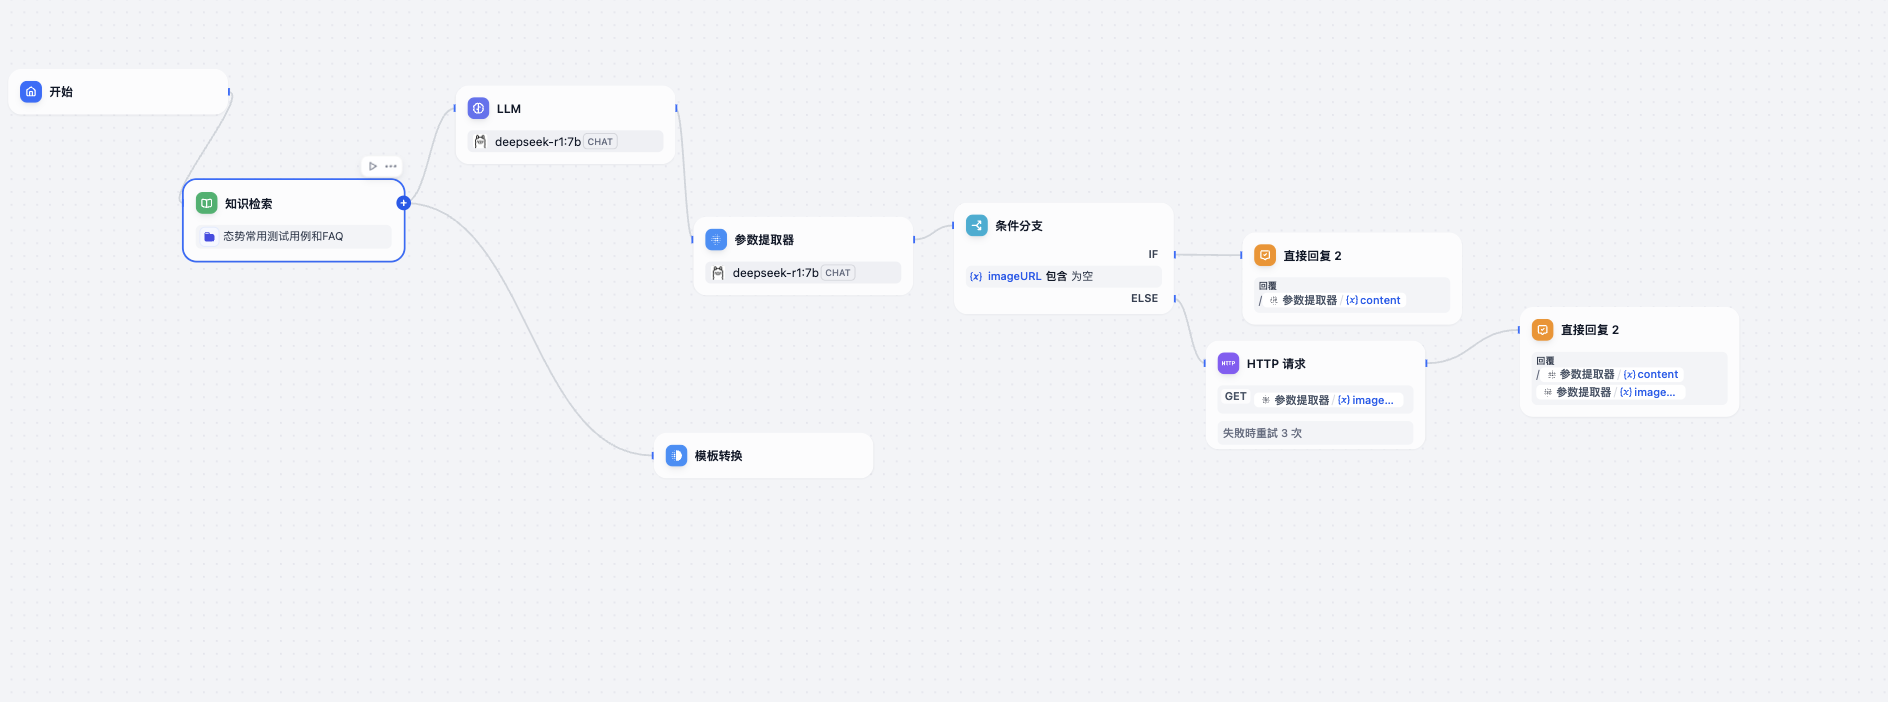 开始
知识检索
态势常用测试用例和FAQ
LLM
deepseek-r1:7b CHAT
参数提取器
deepseek-r1:7b CHAT
条件分支
IF
{x} imageURL 包含 为空
ELSE
直接回复 2
回覆
/ 参数提取器 / {x} content
HTTP 请求
GET 参数提取器 / {x} image...
失敗時重試 3 次
直接回复 2
回覆
/ 参数提取器 / {x} content
参数提取器 / {x} image...
模板转换